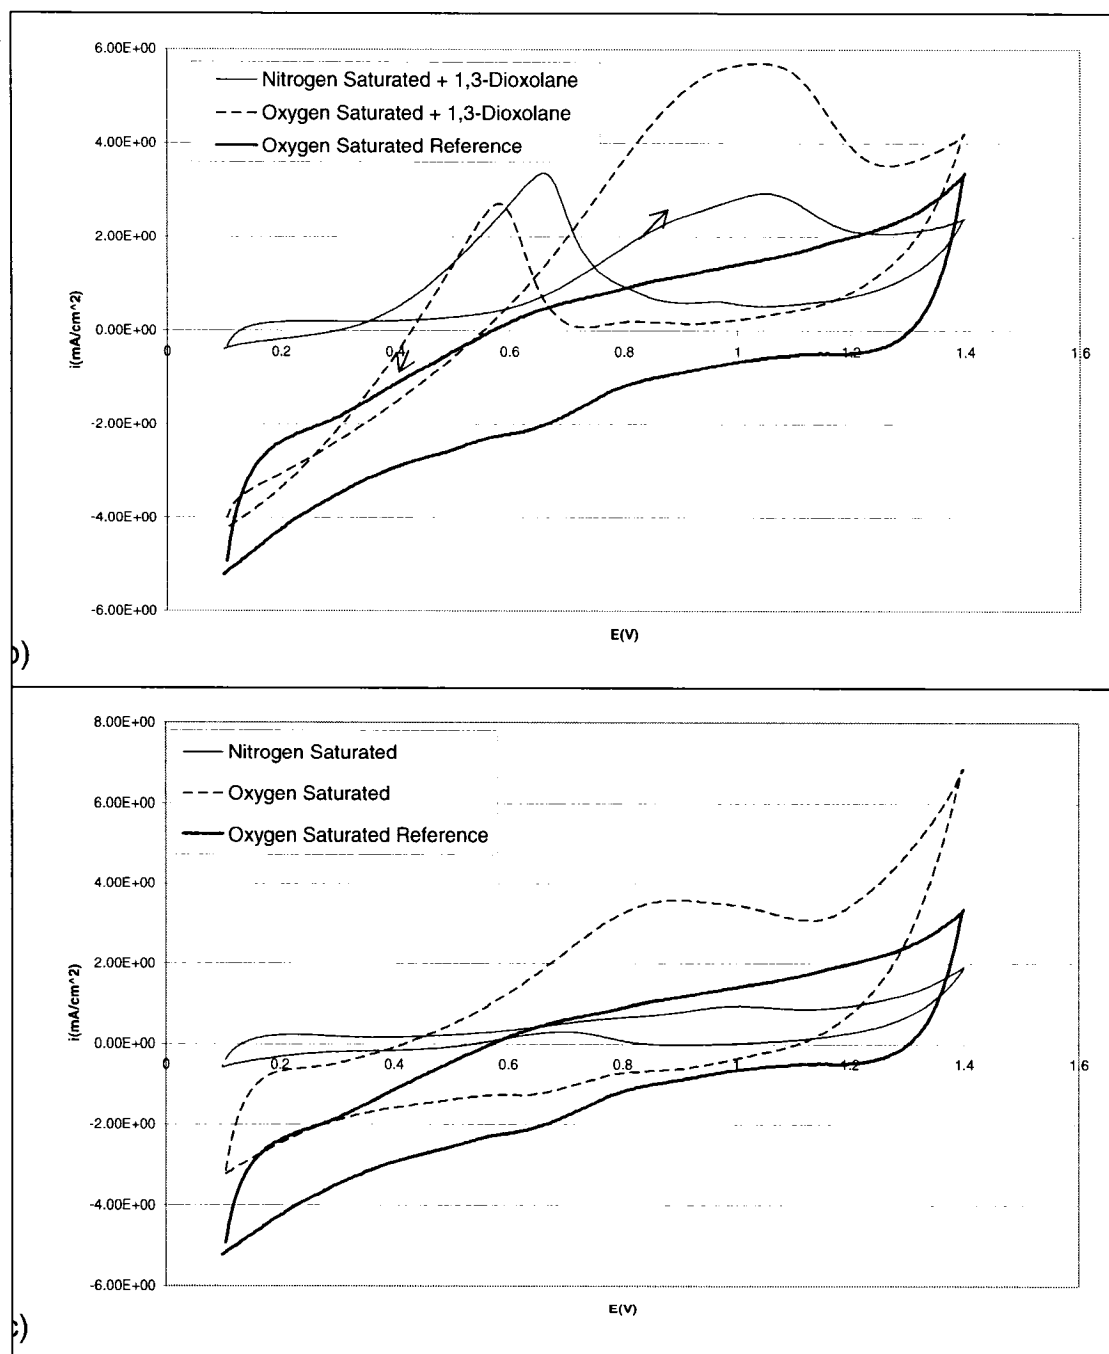 6.00E+00
Nitrogen Saturated + 1,3-Dioxolane
Oxygen Saturated + 1,3-Dioxolane
Oxygen Saturated Reference
4.00E+00
2.00E+00
0.00E+00
0 0.2 0.4 0.6 0.8 1 1.2 1.4 1.6
-2.00E+00
-4.00E+00
-6.00E+00
i(mA/cm^2)
E(V)
b)
8.00E+00
Nitrogen Saturated
Oxygen Saturated
Oxygen Saturated Reference
6.00E+00
4.00E+00
2.00E+00
0.00E+00
0 0.2 0.4 0.6 0.8 1 1.2 1.4 1.6
-2.00E+00
-4.00E+00
-6.00E+00
i(mA/cm^2)
E(V)
c)